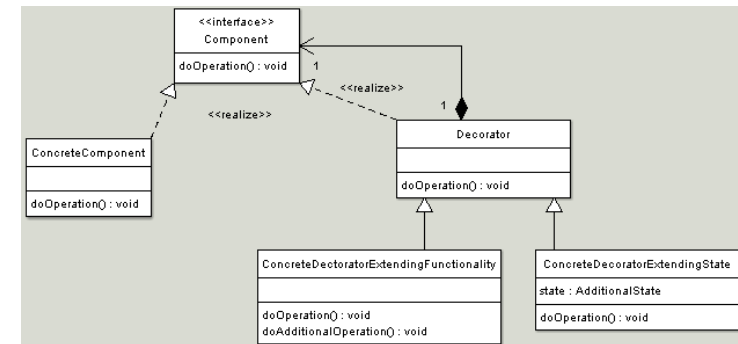 <<interface>>
Component
doOperation() : void
1
<<realize>>
<<realize>>
1
Decorator
doOperation() : void
ConcreteComponent
doOperation() : void
ConcreteDectoratorExtendingFunctionality
doOperation() : void
doAdditionalOperation() : void
ConcreteDecoratorExtendingState
state : AdditionalState
doOperation() : void